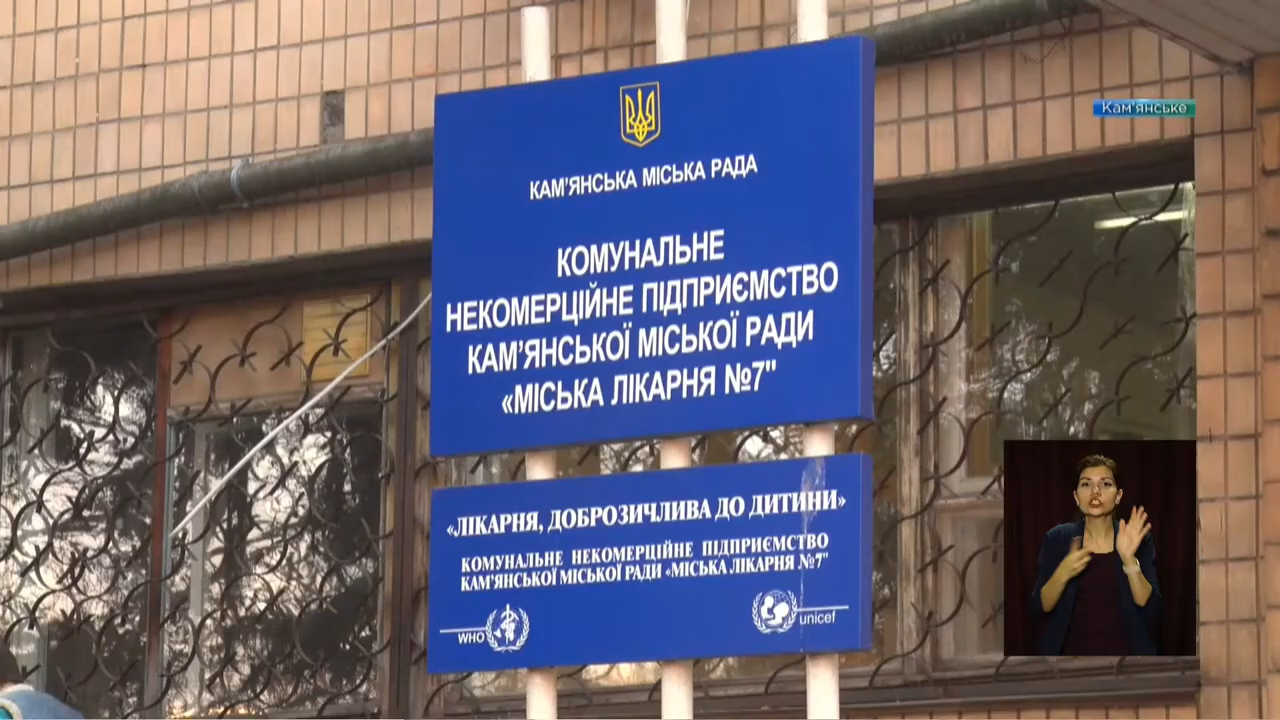 Кам'янське
КАМ'ЯНСЬКА МІСЬКА РАДА
КОМУНАЛЬНЕ
НЕКОМЕРЦІЙНЕ ПІДПРИЄМСТВО
КАМ'ЯНСЬКОЇ МІСЬКОЇ РАДИ
«МІСЬКА ЛІКАРНЯ №7"
«ЛІКАРНЯ, ДОБРОЗИЧЛИВА ДО ДИТИНИ»
КОМУНАЛЬНЕ НЕКОМЕРЦІЙНЕ ПІДПРИЄМСТВО
КАМ'ЯНСЬКОЇ МІСЬКОЇ РАДИ «МІСЬКА ЛІКАРНЯ №7"
WHO
unicef